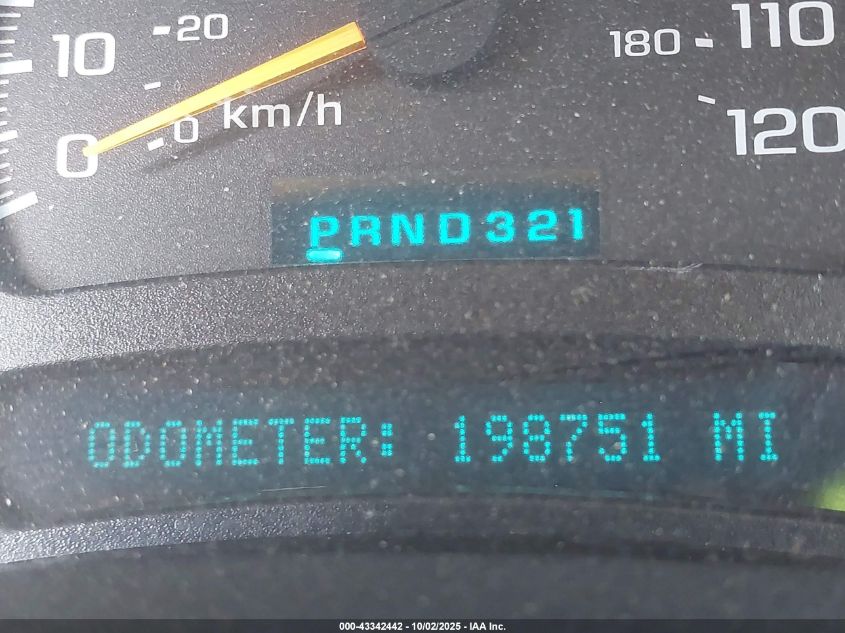 10 20 180 110
0 0 km/h 120
PRND321
ODOMETER: 198751 MI
000-43342442 - 10/02/2025 - IAA Inc.